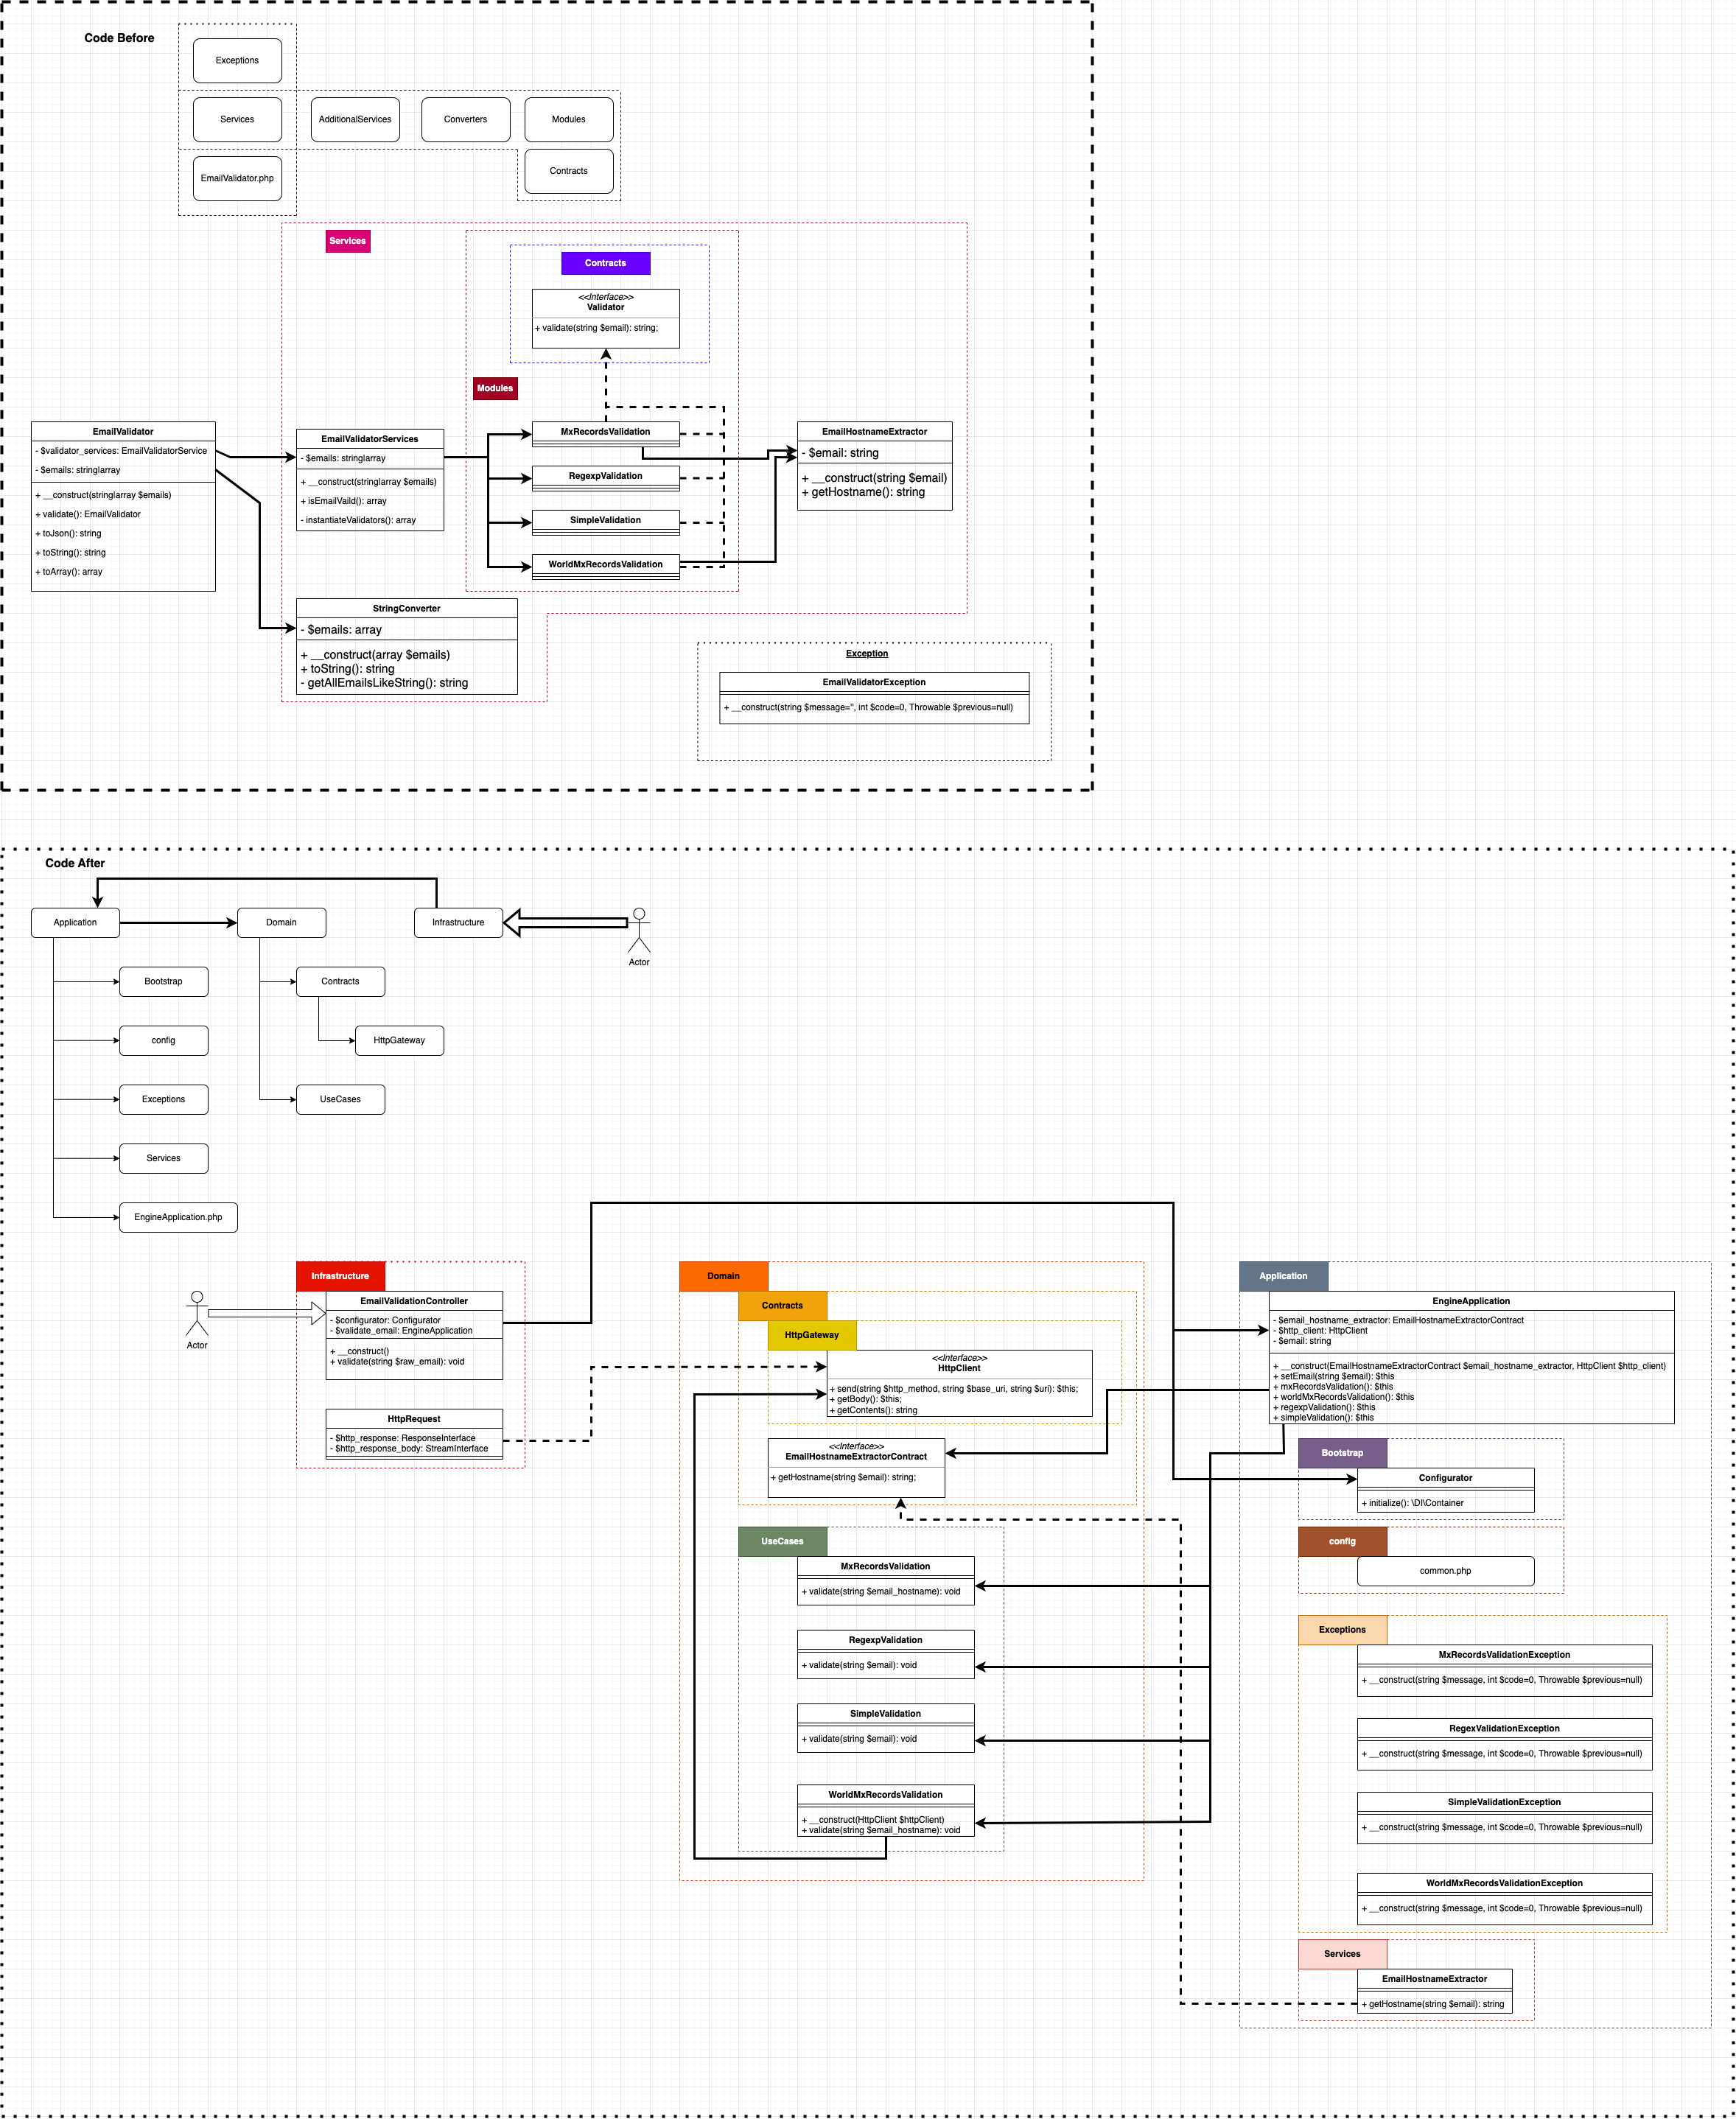 Code Before
Exceptions
Services
AdditionalServices
Converters
Modules
EmailValidator.php
Contracts
Services
Contracts
<<Interface>>
Validator
+ validate(string $email): string;
Modules
EmailValidator
- $validator_services: EmailValidatorService
- $emails: string|array
+ __construct(string|array $emails)
+ validate(): EmailValidator
+ toJson(): string
+ toString(): string
+ toArray(): array
EmailValidatorServices
- $emails: string|array
+ __construct(string|array $emails)
+ isEmailVaild(): array
- instantiateValidators(): array
MxRecordsValidation
RegexpValidation
SimpleValidation
WorldMxRecordsValidation
EmailHostnameExtractor
- $email: string
+ __construct(string $email)
+ getHostname(): string
StringConverter
- $emails: array
+ __construct(array $emails)
+ toString(): string
- getAllEmailsLikeString(): string
Exception
EmailValidatorException
+ __construct(string $message='', int $code=0, Throwable $previous=null)
Code After
Application
Domain
Infrastructure
Actor
Bootstrap
Contracts
config
HttpGateway
Exceptions
UseCases
Services
EngineApplication.php
Actor
Infrastructure
EmailValidationController
- $configurator: Configurator
- $validate_email: EngineApplication
+ __construct()
+ validate(string $raw_email): void
HttpRequest
- $http_response: ResponseInterface
- $http_response_body: StreamInterface
Domain
Contracts
HttpGateway
<<Interface>>
HttpClient
+ send(string $http_method, string $base_uri, string $uri): $this;
+ getBody(): $this;
+ getContents(): string
<<Interface>>
EmailHostnameExtractorContract
+ getHostname(string $email): string;
UseCases
MxRecordsValidation
+ validate(string $email_hostname): void
RegexpValidation
+ validate(string $email): void
SimpleValidation
+ validate(string $email): void
WorldMxRecordsValidation
+ __construct(HttpClient $httpClient)
+ validate(string $email_hostname): void
Application
EngineApplication
- $email_hostname_extractor: EmailHostnameExtractorContract
- $http_client: HttpClient
- $email: string
+ __construct(EmailHostnameExtractorContract $email_hostname_extractor, HttpClient $http_client)
+ setEmail(string $email): $this
+ mxRecordsValidation(): $this
+ worldMxRecordsValidation(): $this
+ regexpValidation(): $this
+ simpleValidation(): $this
Bootstrap
Configurator
+ initialize(): \DI\Container
config
common.php
Exceptions
MxRecordsValidationException
+ __construct(string $message, int $code=0, Throwable $previous=null)
RegexValidationException
+ __construct(string $message, int $code=0, Throwable $previous=null)
SimpleValidationException
+ __construct(string $message, int $code=0, Throwable $previous=null)
WorldMxRecordsValidationException
+ __construct(string $message, int $code=0, Throwable $previous=null)
Services
EmailHostnameExtractor
+ getHostname(string $email): string